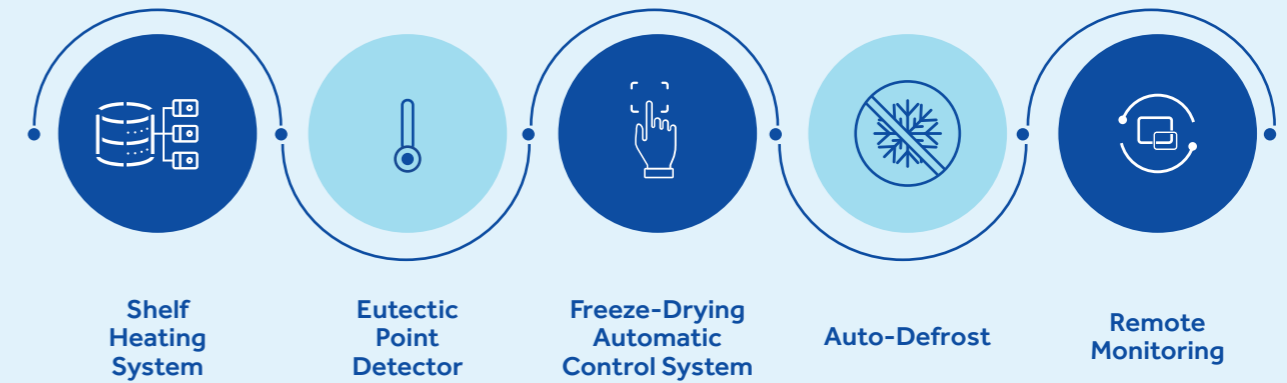 Shelf
Heating
System
Eutectic
Point
Detector
Freeze-Drying
Automatic
Control System
Auto-Defrost
Remote
Monitoring